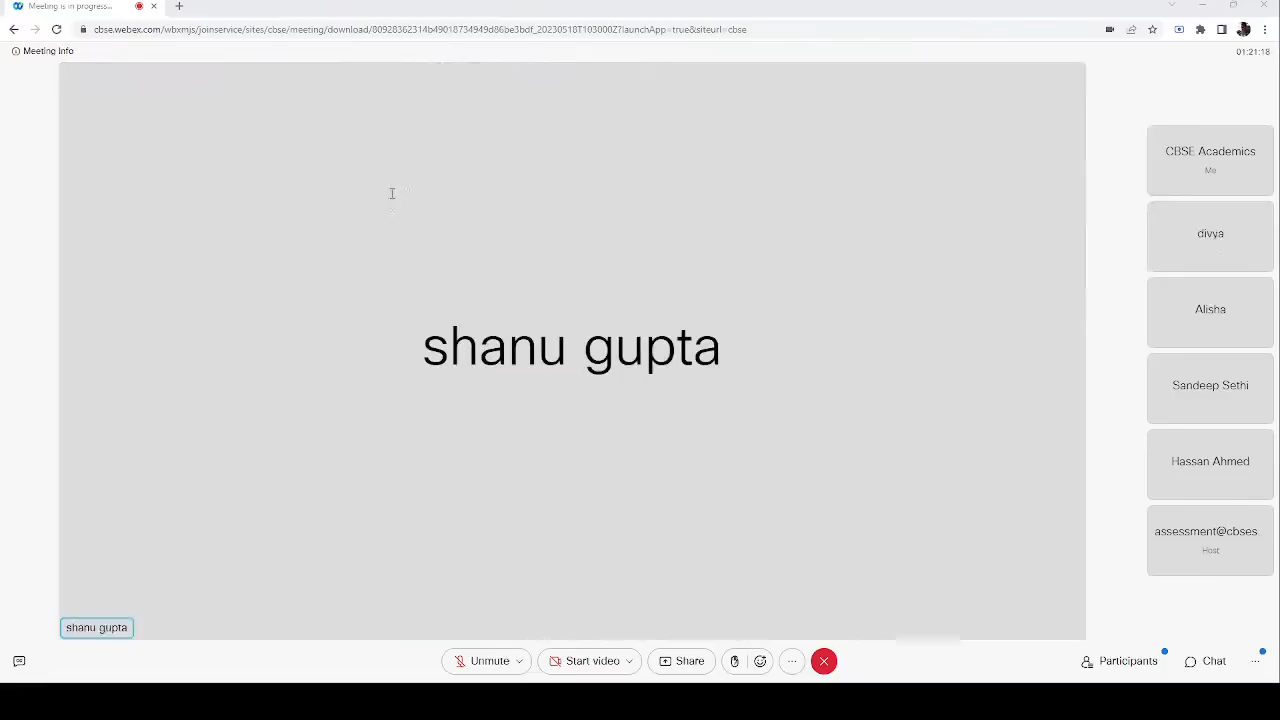 Meeting is in progress...
cbse.webex.com/wbxmjs/joinservice/sites/cbse/meeting/download/80928362314b49018734949d86be3bdf_20230518T103000Z?launchApp=true&siteurl=cbse
Meeting Info
01:21:18
CBSE Academics
Me
divya
Alisha
shanu gupta
Sandeep Sethi
Hassan Ahmed
assessment@cbses
Host
shanu gupta
Unmute
Start video
Share
Participants
Chat